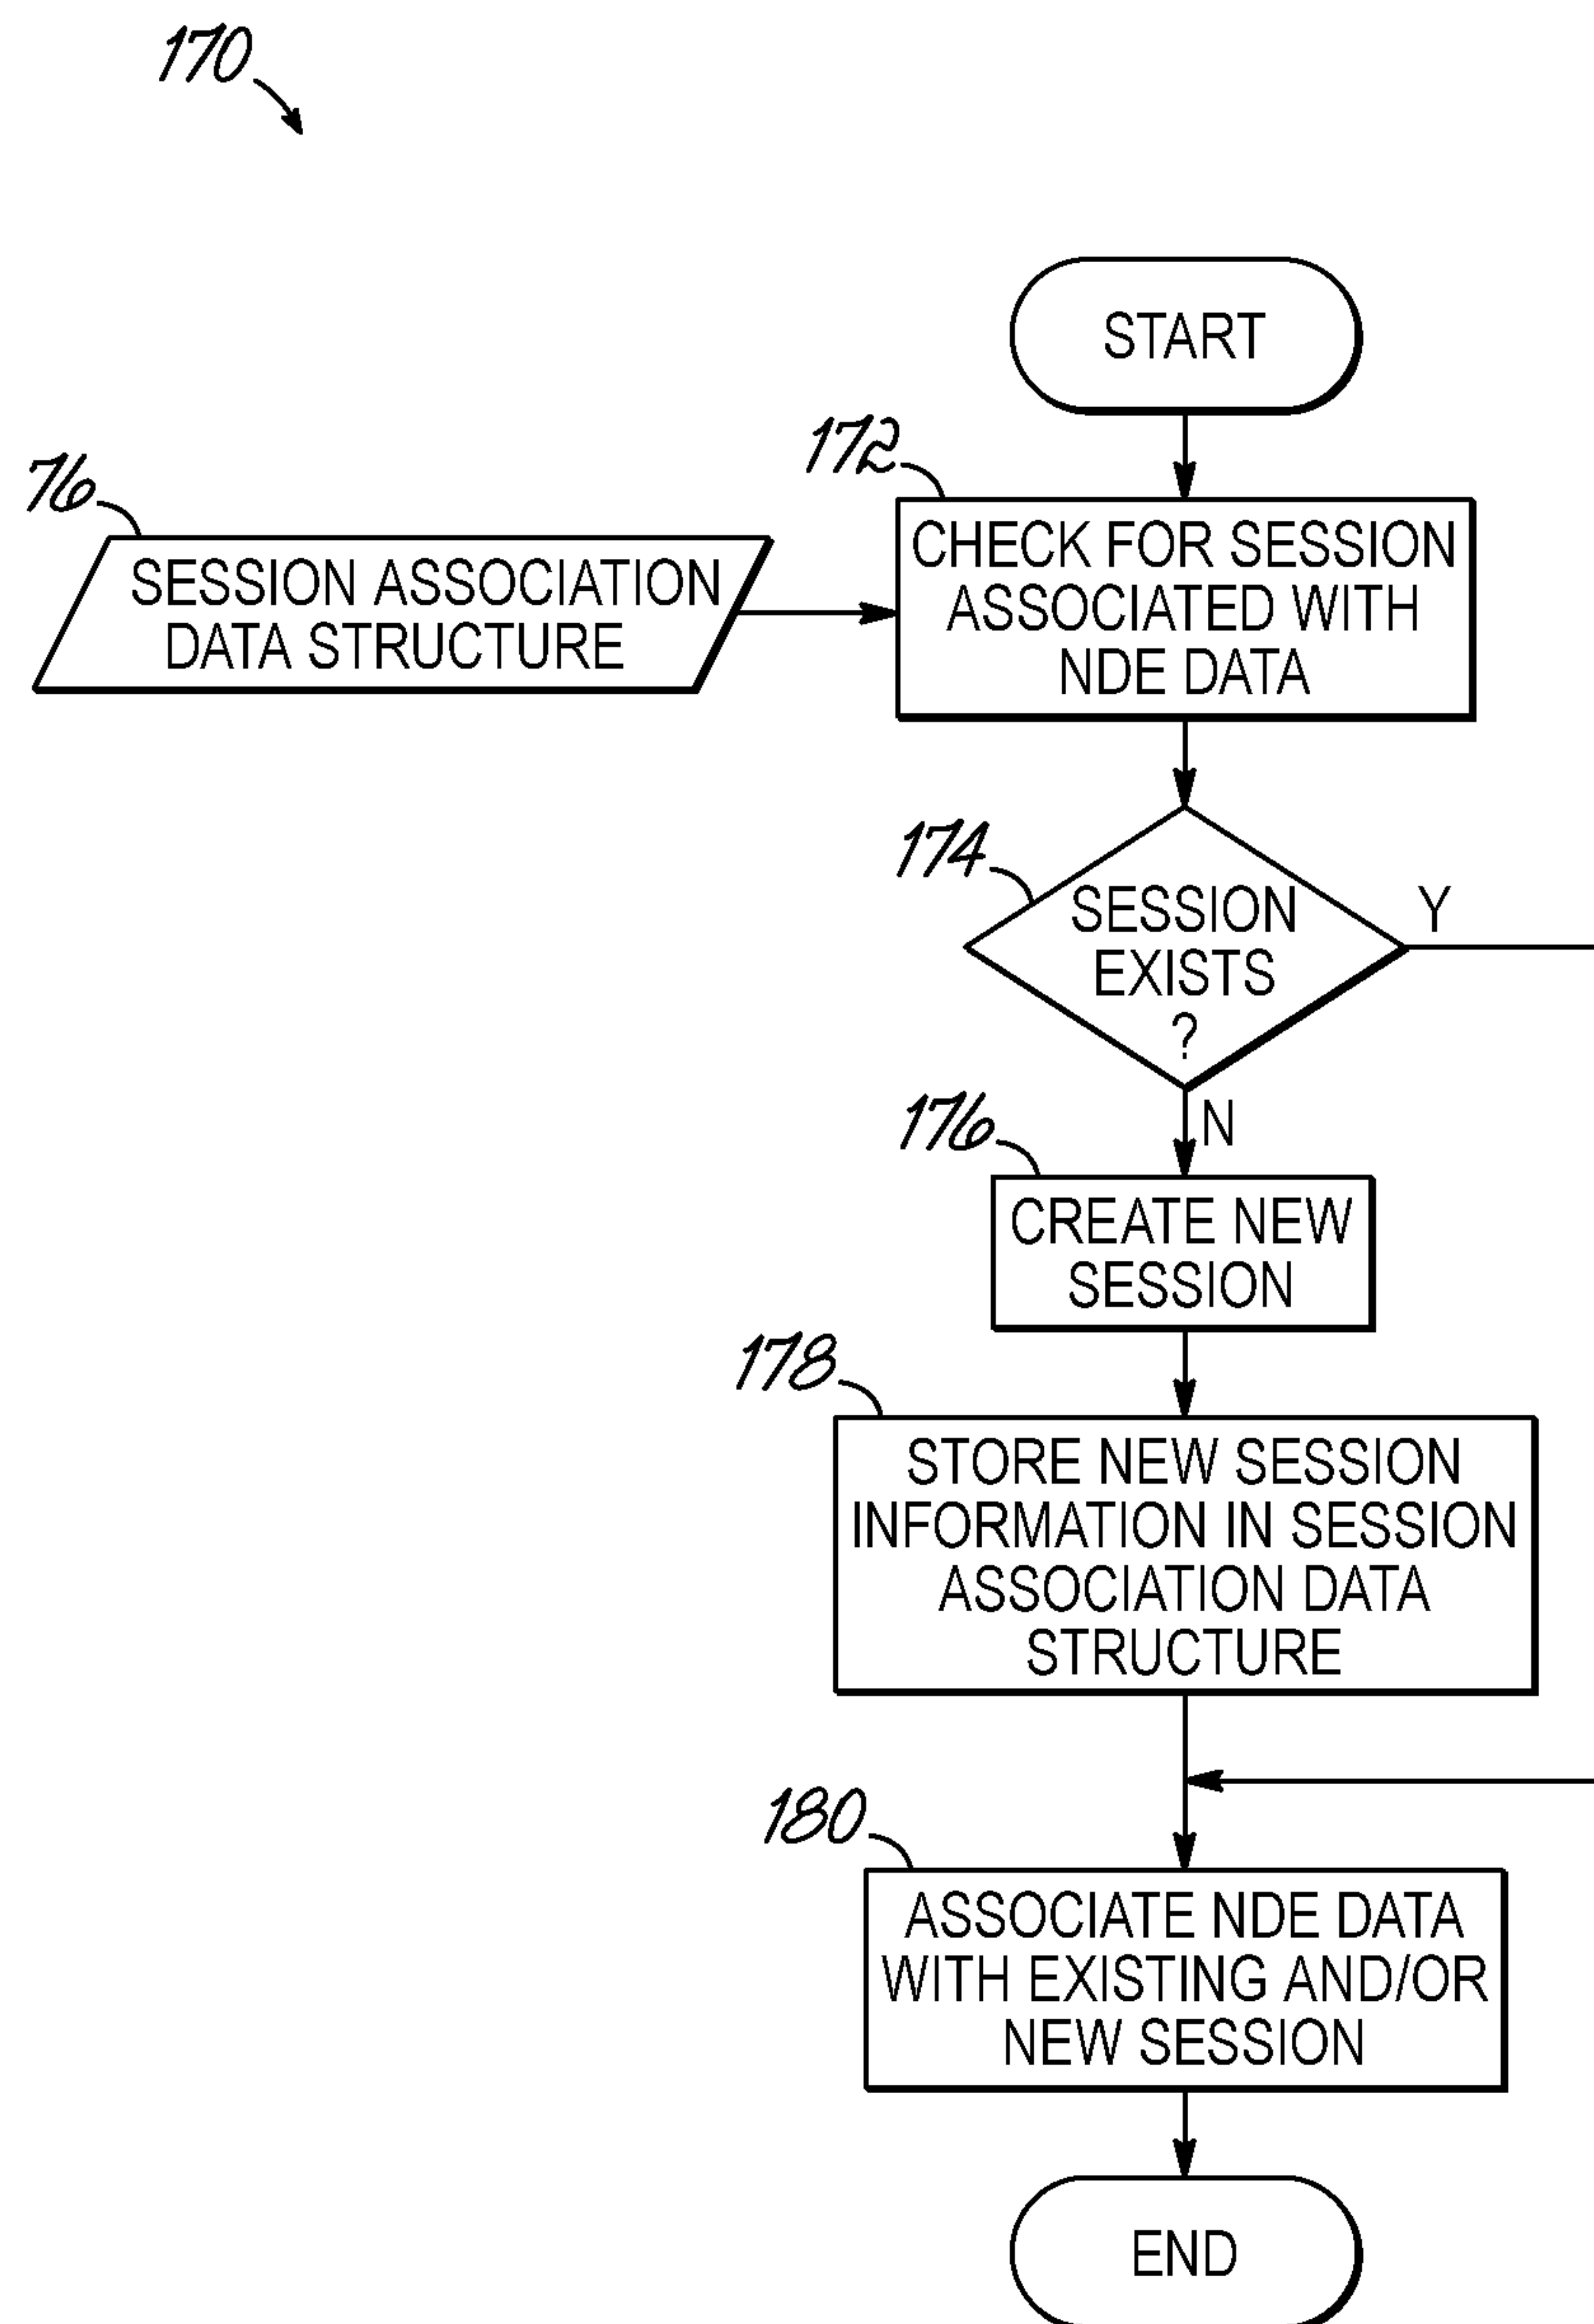 170
START
172
76
CHECK FOR SESSION
ASSOCIATED WITH
NDE DATA
SESSION ASSOCIATION
DATA STRUCTURE
174
SESSION
EXISTS
?
Y
N
176
CREATE NEW
SESSION
178
STORE NEW SESSION
INFORMATION IN SESSION
ASSOCIATION DATA
STRUCTURE
180
ASSOCIATE NDE DATA
WITH EXISTING AND/OR
NEW SESSION
END